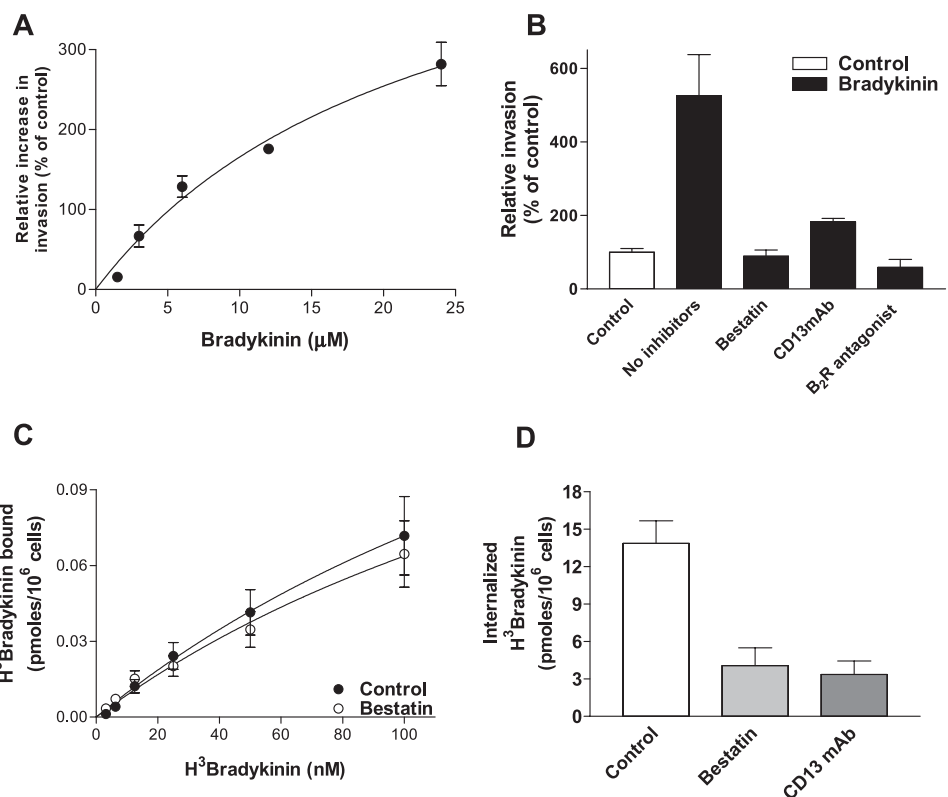 A
Relative increase in
invasion (% of control)
300
200
100
0
0 5 10 15 20 25
Bradykinin (μM)
B
Relative invasion
(% of control)
600
400
200
0
Control
Bradykinin
Control
No inhibitors
Bestatin
CD13mAb
B₂R antagonist
C
H³Bradykinin bound
(pmoles/10⁶ cells)
0.09
0.06
0.03
0.00
0 20 40 60 80 100
Control
Bestatin
H³Bradykinin (nM)
D
Internalized
H³Bradykinin
(pmoles/10⁶ cells)
18
15
12
9
6
3
0
Control
Bestatin
CD13 mAb